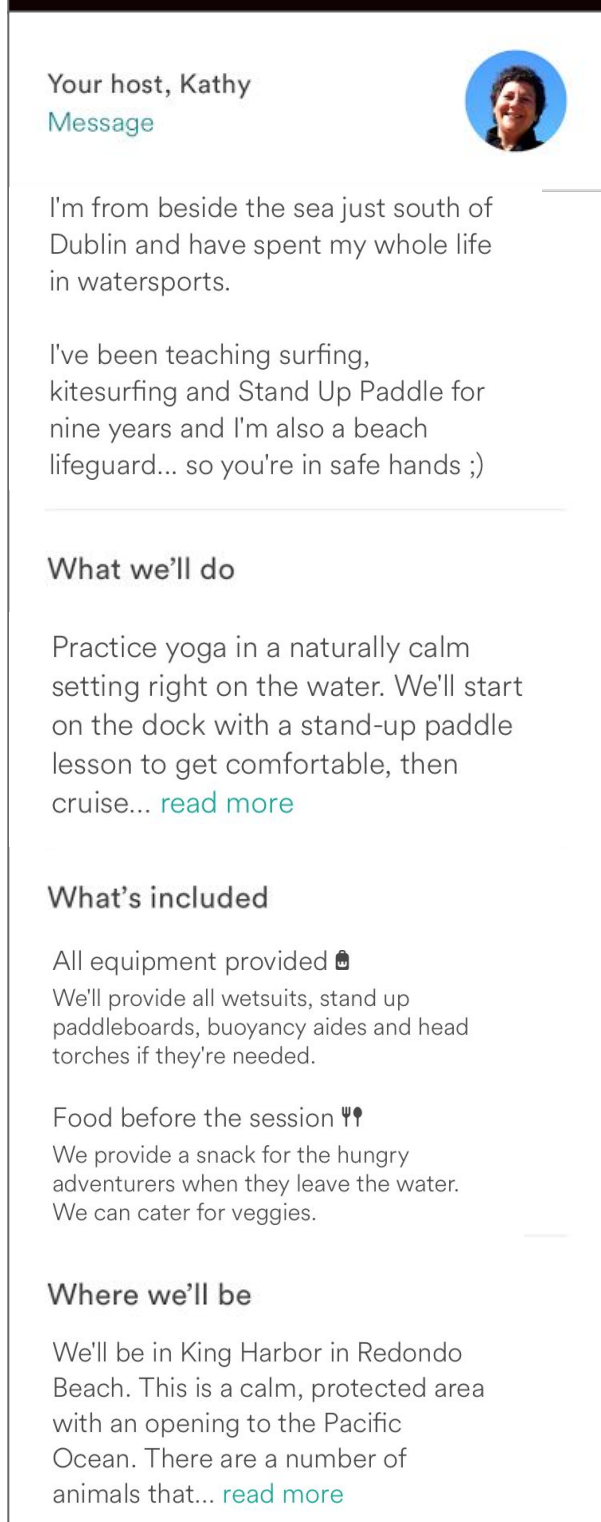 Your host, Kathy
Message
I'm from beside the sea just south of
Dublin and have spent my whole life
in watersports.
I've been teaching surfing,
kitesurfing and Stand Up Paddle for
nine years and I'm also a beach
lifeguard... so you're in safe hands ;)
What we’ll do
Practice yoga in a naturally calm
setting right on the water. We'll start
on the dock with a stand-up paddle
lesson to get comfortable, then
cruise... read more
What’s included
All equipment provided
We'll provide all wetsuits, stand up
paddleboards, buoyancy aides and head
torches if they're needed.
Food before the session
We provide a snack for the hungry
adventurers when they leave the water.
We can cater for veggies.
Where we’ll be
We'll be in King Harbor in Redondo
Beach. This is a calm, protected area
with an opening to the Pacific
Ocean. There are a number of
animals that... read more